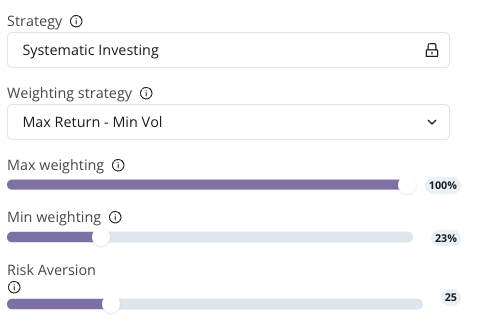 Strategy
Systematic Investing
Weighting strategy
Max Return - Min Vol
Max weighting
100%
Min weighting
23%
Risk Aversion
25